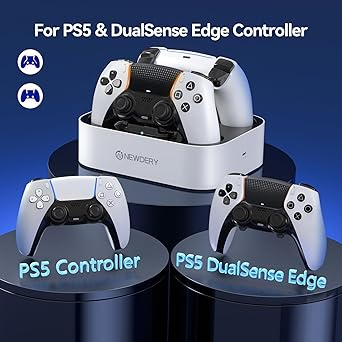 For PS5 & DualSense Edge Controller
NEWDERY
PS5 Controller
PS5 DualSense Edge